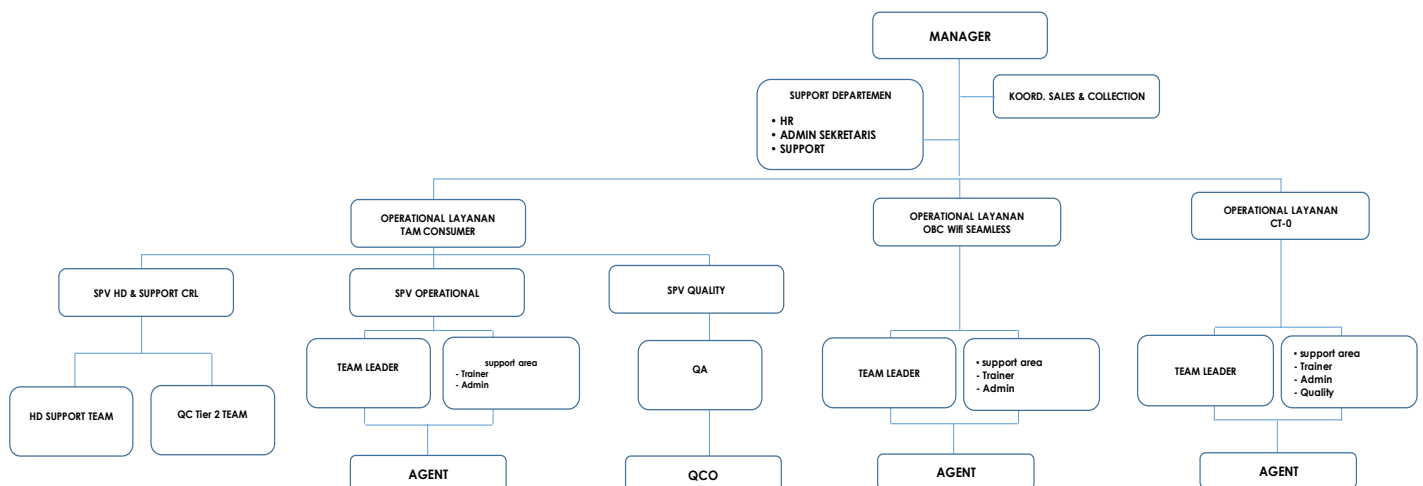 MANAGER
SUPPORT DEPARTEMEN
• HR
• ADMIN SEKRETARIS
• SUPPORT
KOORD. SALES & COLLECTION
OPERATIONAL LAYANAN
TAM CONSUMER
OPERATIONAL LAYANAN
OBC Wifi SEAMLESS
OPERATIONAL LAYANAN
CT-0
SPV HD & SUPPORT CRL
SPV OPERATIONAL
SPV QUALITY
HD SUPPORT TEAM
QC Tier 2 TEAM
TEAM LEADER
support area
- Trainer
- Admin
QA
TEAM LEADER
• support area
- Trainer
- Admin
TEAM LEADER
• support area
- Trainer
- Admin
- Quality
AGENT
QCO
AGENT
AGENT